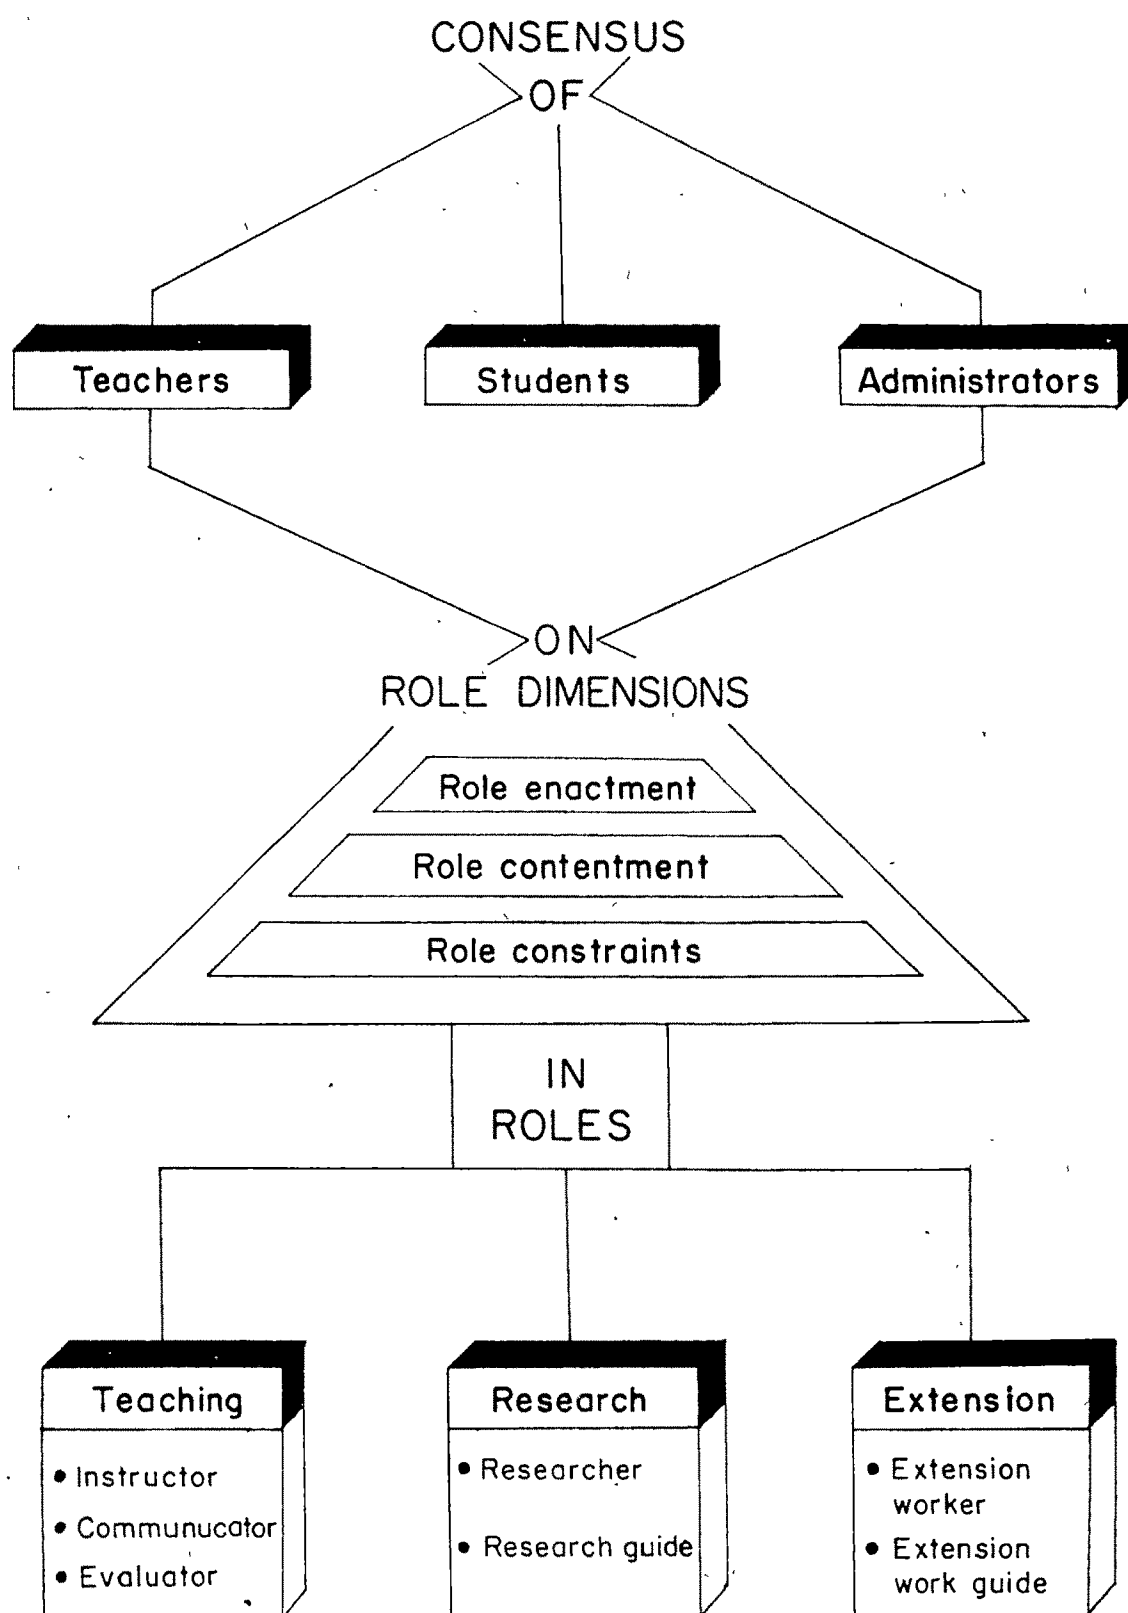 CONSENSUS
OF
Teachers
Students
Administrators
ON
ROLE DIMENSIONS
Role enactment
Role contentment
Role constraints
IN
ROLES
Teaching
• Instructor
• Communucator
• Evaluator
Research
• Researcher
• Research guide
Extension
• Extension
worker
• Extension
work guide